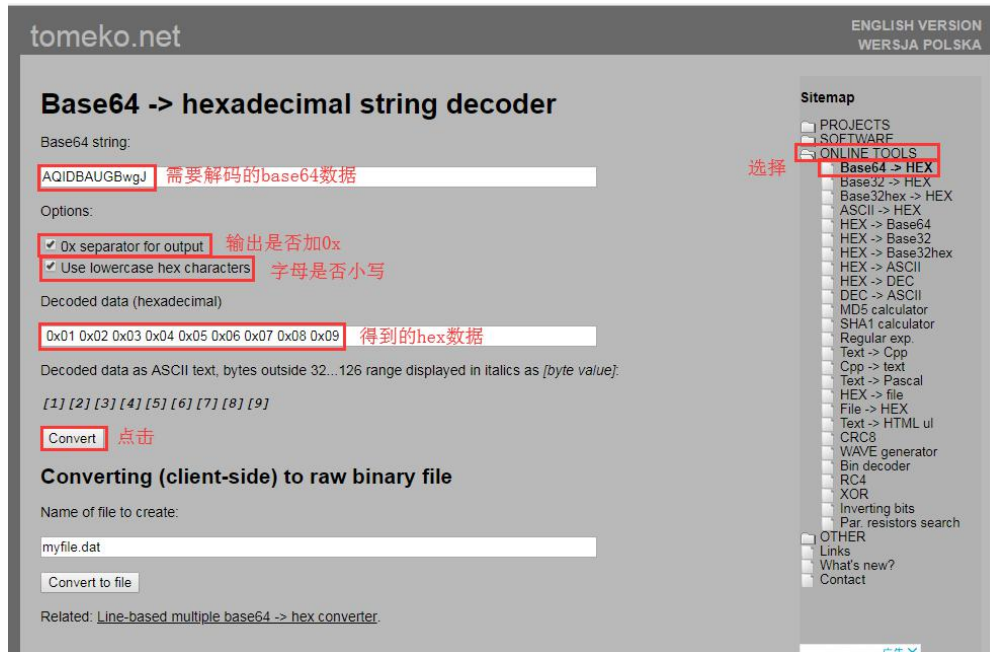 tomeko.net
ENGLISH VERSION
WERSJA POLSKA
Base64 -> hexadecimal string decoder
Base64 string:
AQIDBAUGBwgJ 需要解码的base64数据
Options:
0x separator for output 输出是否加0x
Use lowercase hex characters 字母是否小写
Decoded data (hexadecimal)
0x01 0x02 0x03 0x04 0x05 0x06 0x07 0x08 0x09 得到的hex数据
Decoded data as ASCII text, bytes outside 32...126 range displayed in italics as [byte value]:
[1] [2] [3] [4] [5] [6] [7] [8] [9]
Convert 点击
Converting (client-side) to raw binary file
Name of file to create:
myfile.dat
Convert to file
Related: Line-based multiple base64 -> hex converter.
Sitemap
PROJECTS
SOFTWARE
ONLINE TOOLS
选择 Base64 -> HEX
Base32 -> HEX
Base32hex -> HEX
ASCII -> HEX
HEX -> Base64
HEX -> Base32
HEX -> Base32hex
HEX -> ASCII
HEX -> DEC
DEC -> ASCII
MD5 calculator
SHA1 calculator
Regular exp.
Text -> Cpp
Cpp -> text
Text -> Pascal
HEX -> file
File -> HEX
Text -> HTML ul
CRC8
WAVE generator
Bin decoder
RC4
XOR
Inverting bits
Par. resistors search
OTHER
Links
What's new?
Contact